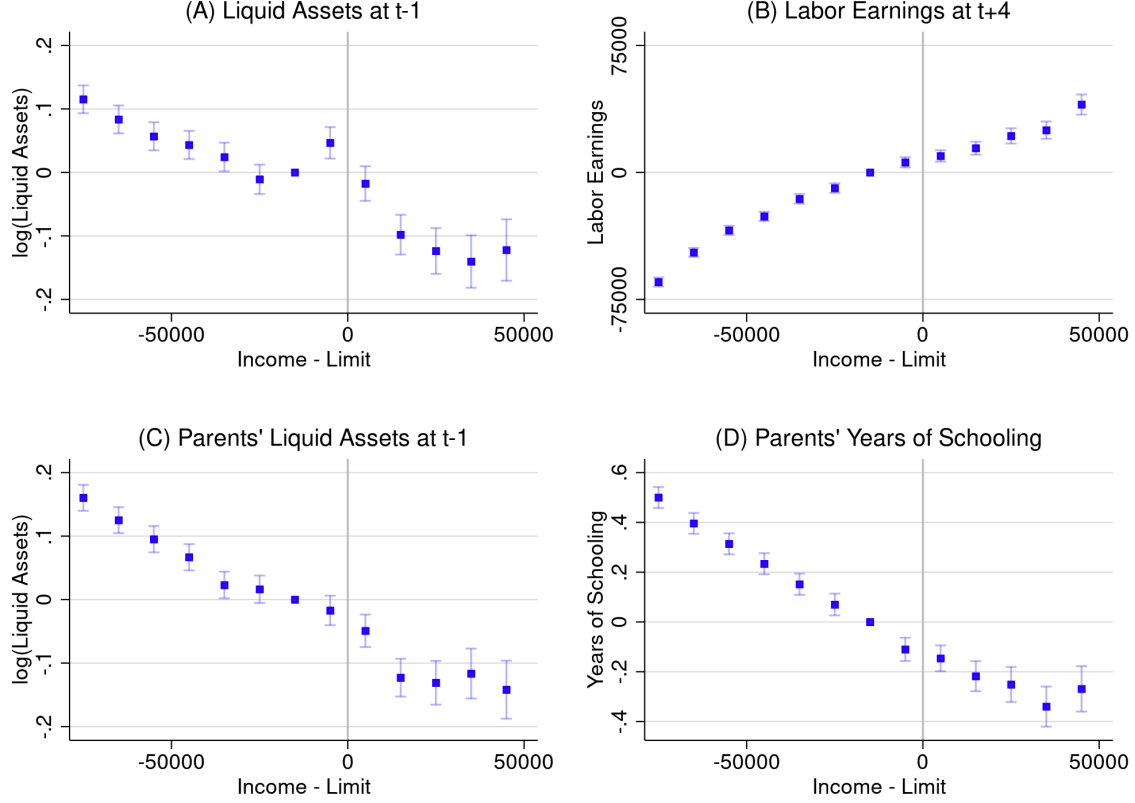 (A) Liquid Assets at t-1
log(Liquid Assets)
.2
.1
0
-.1
-.2
-50000 0 50000
Income - Limit
(B) Labor Earnings at t+4
Labor Earnings
75000
0
-75000
-50000 0 50000
Income - Limit
(C) Parents' Liquid Assets at t-1
log(Liquid Assets)
.2
.1
0
-.1
-.2
-50000 0 50000
Income - Limit
(D) Parents' Years of Schooling
Years of Schooling
.6
.4
.2
0
-.2
-.4
-50000 0 50000
Income - Limit